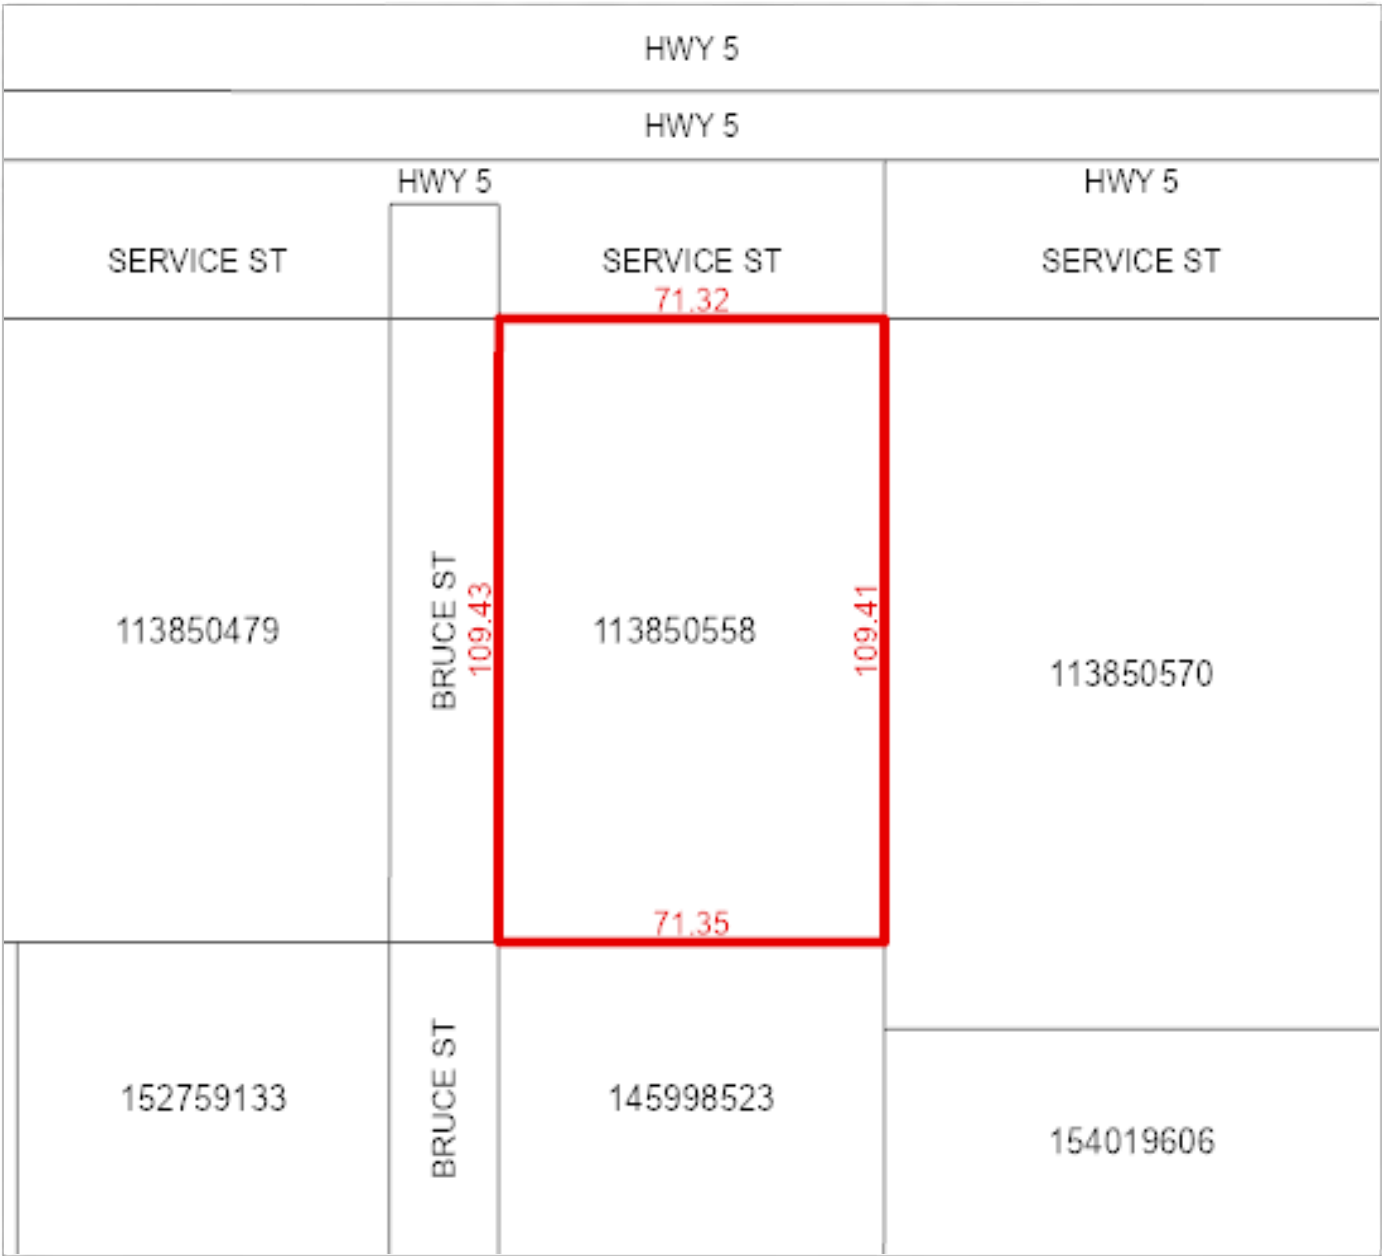 HWY 5
HWY 5
HWY 5
HWY 5
SERVICE ST
SERVICE ST
SERVICE ST
71.32
113850479
BRUCE ST
109.43
113850558
109.41
113850570
71.35
152759133
BRUCE ST
145998523
154019606